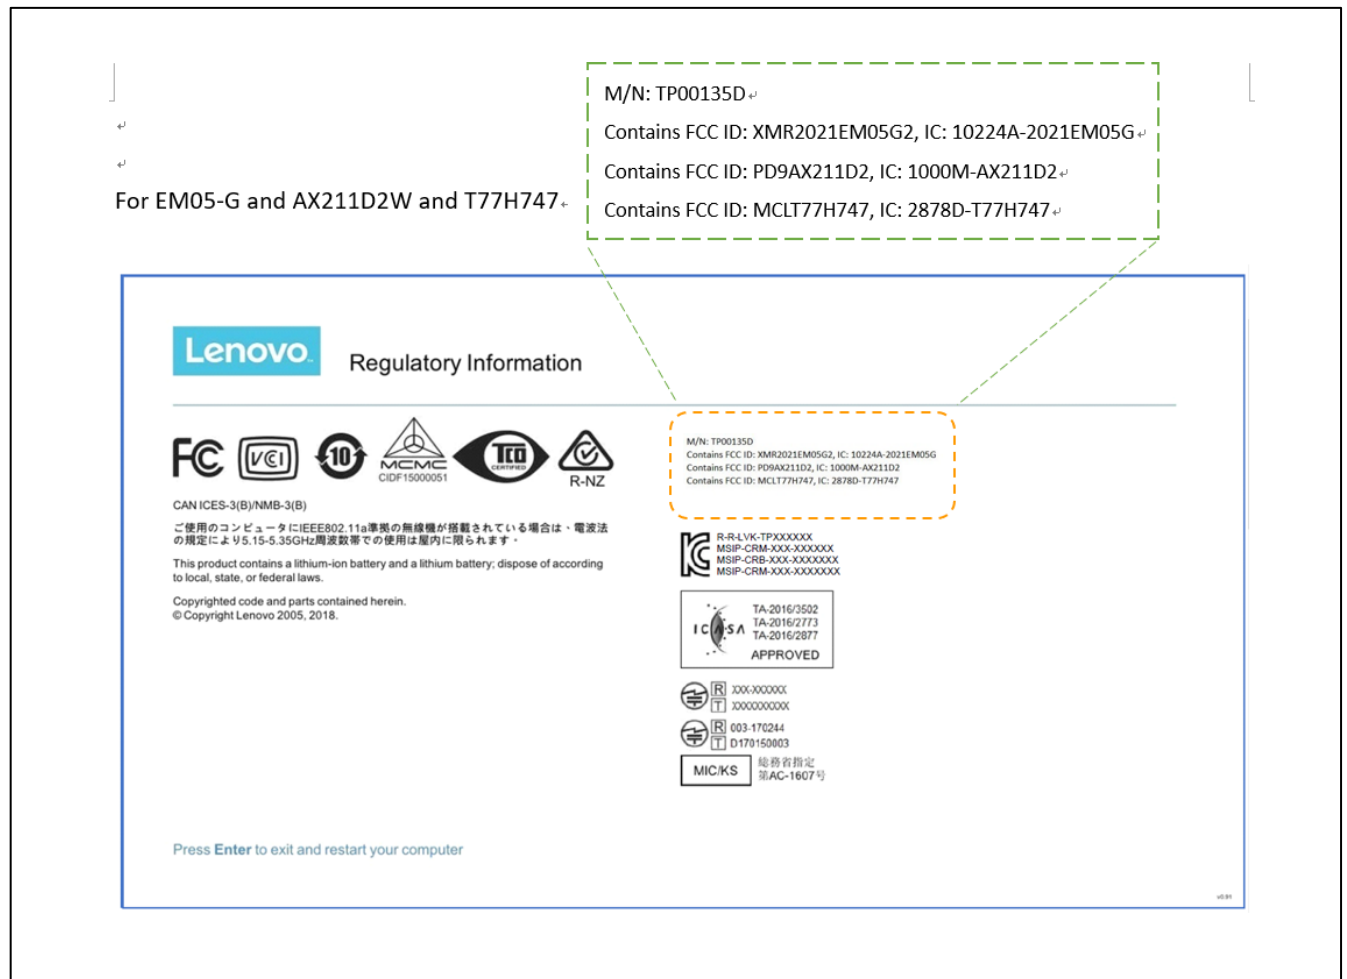 M/N: TP00135D
Contains FCC ID: XMR2021EM05G2, IC: 10224A-2021EM05G
Contains FCC ID: PD9AX211D2, IC: 1000M-AX211D2
Contains FCC ID: MCLT77H747, IC: 2878D-T77H747
For EM05-G and AX211D2W and T77H747
Lenovo
Regulatory Information
FC
VCI
10
MCMC
CIDF15000051
TCO
CERTIFIED
R-NZ
CAN ICES-3(B)/NMB-3(B)
ご使用のコンピュータにIEEE802.11a準拠の無線機が搭載されている場合は、電波法
の規定により5.15-5.35GHz周波数帯での使用は屋内に限られます。
This product contains a lithium-ion battery and a lithium battery; dispose of according
to local, state, or federal laws.
Copyrighted code and parts contained herein.
© Copyright Lenovo 2005, 2018.
M/N: TP00135D
Contains FCC ID: XMR2021EM05G2, IC: 10224A-2021EM05G
Contains FCC ID: PD9AX211D2, IC: 1000M-AX211D2
Contains FCC ID: MCLT77H747, IC: 2878D-T77H747
R-R-LVK-TPXXXXXX
MSIP-CRM-XXX-XXXXXX
MSIP-CRB-XXX-XXXXXXX
MSIP-CRM-XXX-XXXXXXX
ICASA
TA-2016/3502
TA-2016/2773
TA-2016/2877
APPROVED
R XXX-XXXXXX
T XXXXXXXXXX
R 003-170244
T D170150003
MIC/KS
総務省指定
第AC-1607号
Press Enter to exit and restart your computer
v0.91